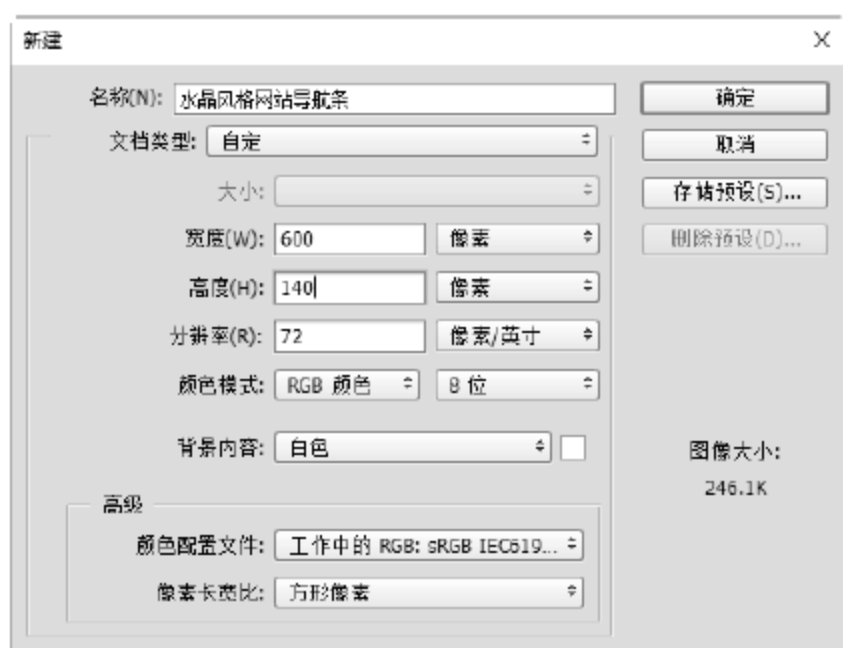 新建
名称(N): 水晶风格网站导航条
确定
文档类型: 自定
取消
大小:
存储预设(S)...
宽度(W): 600 像素
删除预设(D)...
高度(H): 140 像素
分辨率(R): 72 像素/英寸
颜色模式: RGB 颜色 8 位
背景内容: 白色
图像大小:
246.1K
高级
颜色配置文件: 工作中的 RGB: sRGB IEC619...
像素长宽比: 方形像素